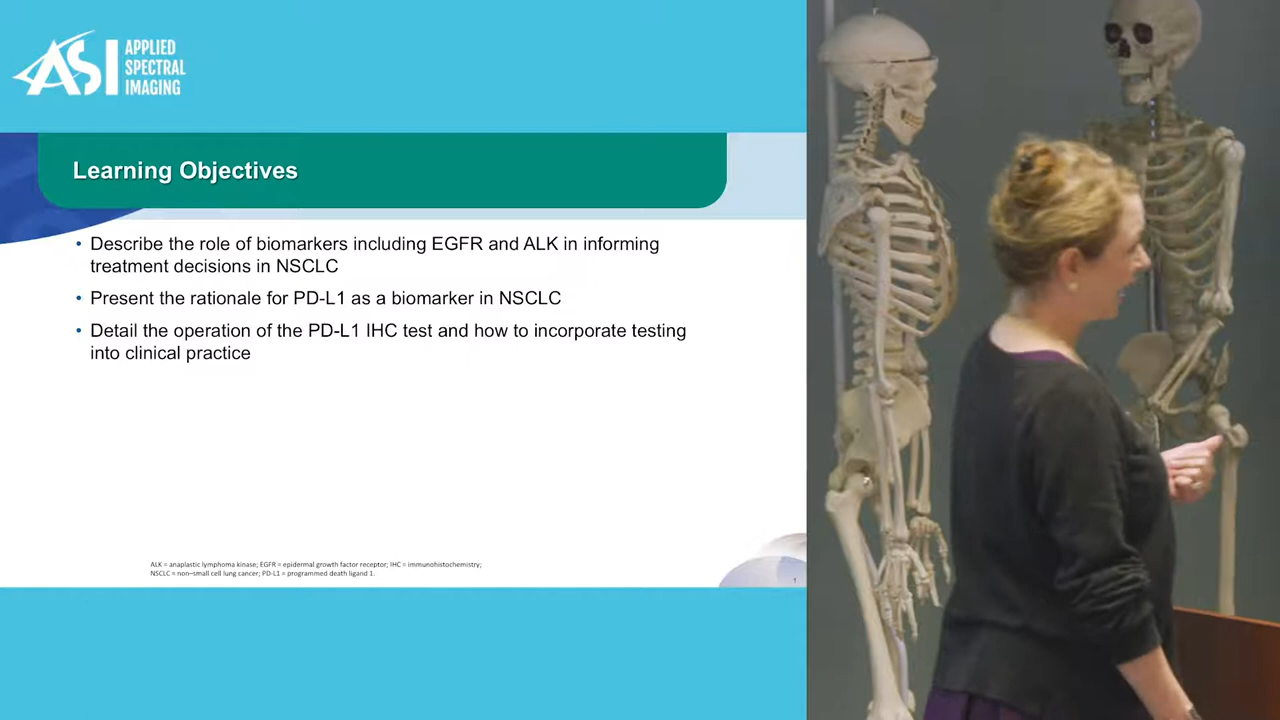 ASI APPLIED
SPECTRAL
IMAGING
Learning Objectives
• Describe the role of biomarkers including EGFR and ALK in informing
treatment decisions in NSCLC
• Present the rationale for PD-L1 as a biomarker in NSCLC
• Detail the operation of the PD-L1 IHC test and how to incorporate testing
into clinical practice
ALK = anaplastic lymphoma kinase; EGFR = epidermal growth factor receptor; IHC = immunohistochemistry;
NSCLC = non–small cell lung cancer; PD-L1 = programmed death ligand 1.
1